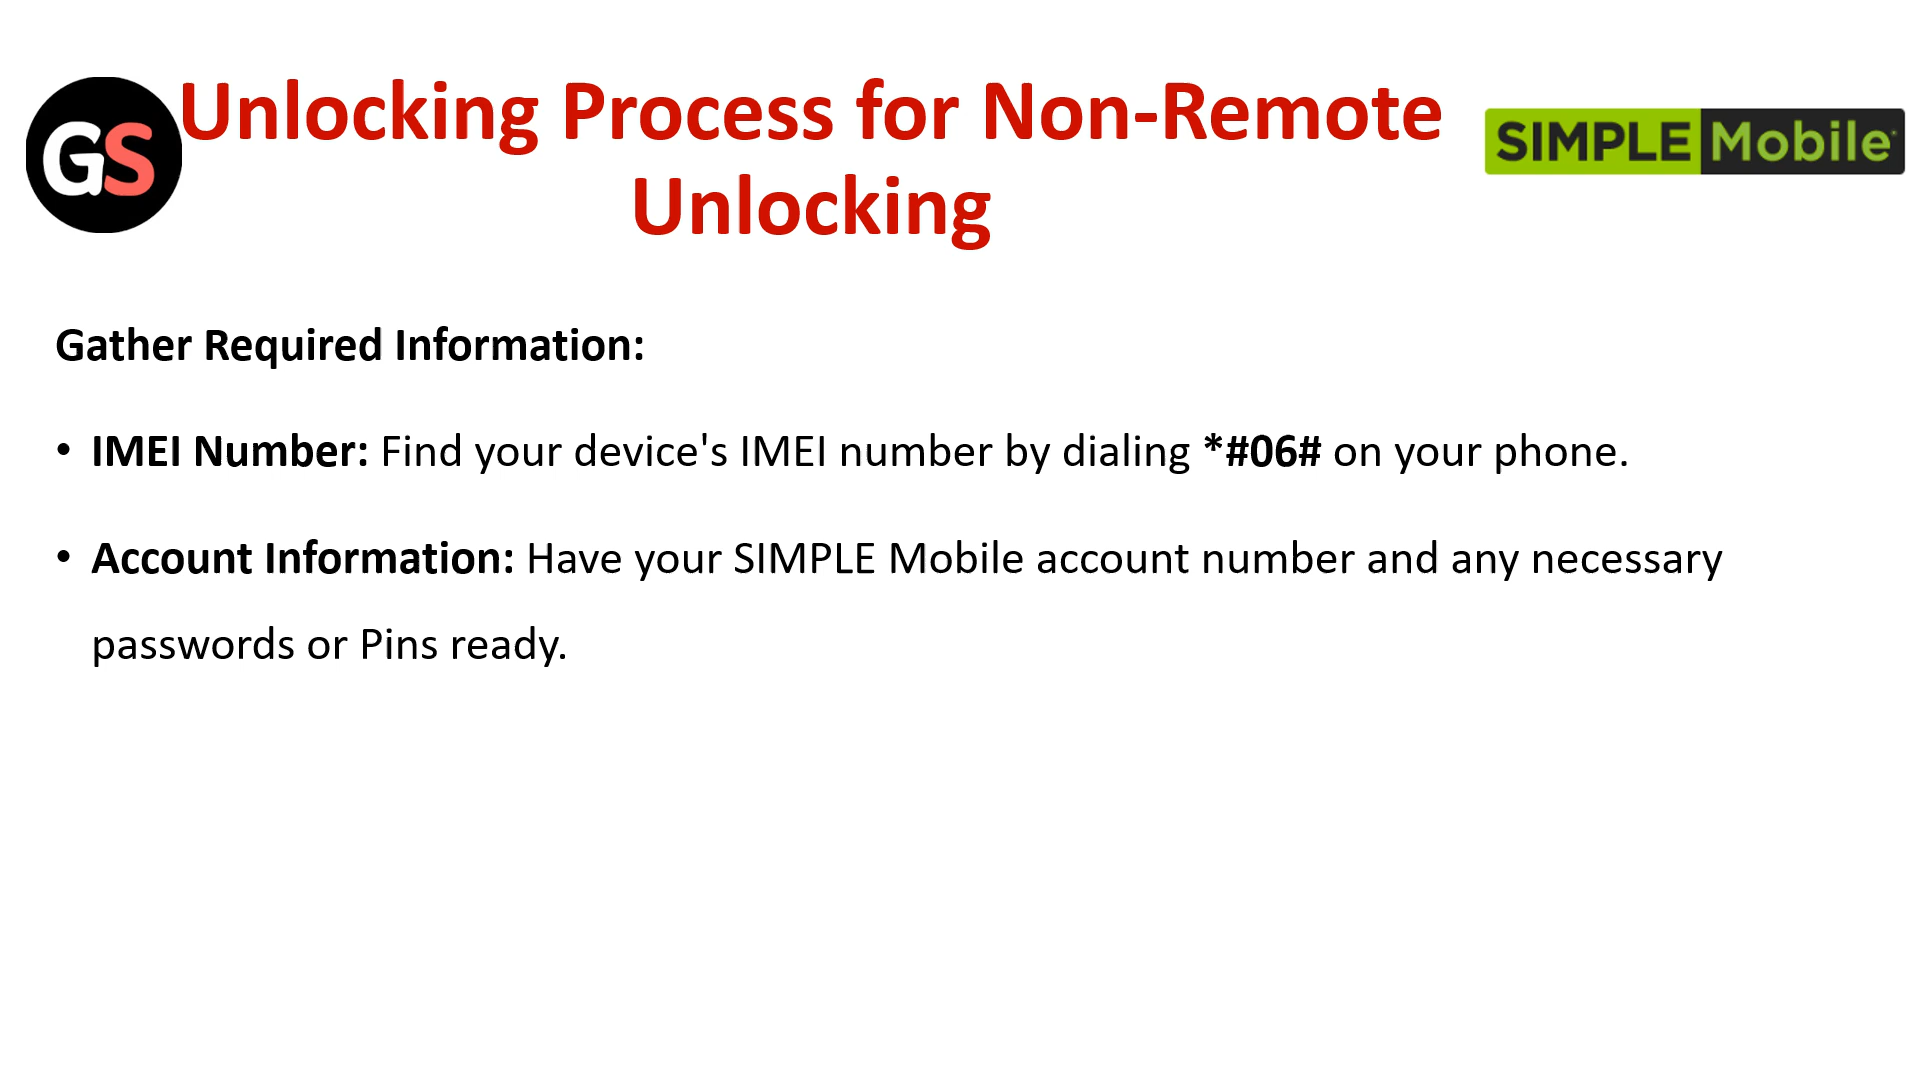 GS
Unlocking Process for Non-Remote
Unlocking
SIMPLE Mobile
Gather Required Information:
• IMEI Number: Find your device's IMEI number by dialing *#06# on your phone.
• Account Information: Have your SIMPLE Mobile account number and any necessary
passwords or Pins ready.